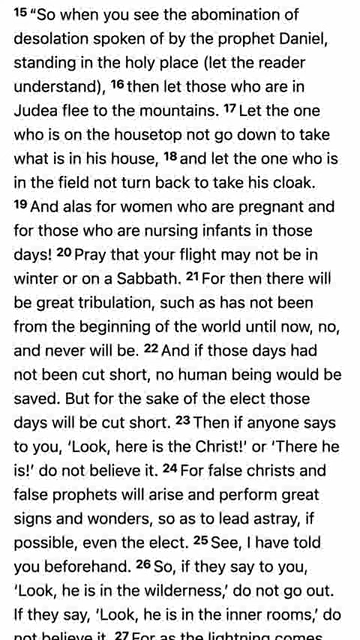 15 “So when you see the abomination of
desolation spoken of by the prophet Daniel,
standing in the holy place (let the reader
understand), 16 then let those who are in
Judea flee to the mountains. 17 Let the one
who is on the housetop not go down to take
what is in his house, 18 and let the one who is
in the field not turn back to take his cloak.
19 And alas for women who are pregnant and
for those who are nursing infants in those
days! 20 Pray that your flight may not be in
winter or on a Sabbath. 21 For then there will
be great tribulation, such as has not been
from the beginning of the world until now, no,
and never will be. 22 And if those days had
not been cut short, no human being would be
saved. But for the sake of the elect those
days will be cut short. 23 Then if anyone says
to you, ‘Look, here is the Christ!’ or ‘There he
is!’ do not believe it. 24 For false christs and
false prophets will arise and perform great
signs and wonders, so as to lead astray, if
possible, even the elect. 25 See, I have told
you beforehand. 26 So, if they say to you,
‘Look, he is in the wilderness,’ do not go out.
If they say, ‘Look, he is in the inner rooms,’ do
not believe it. 27 For as the lightning comes